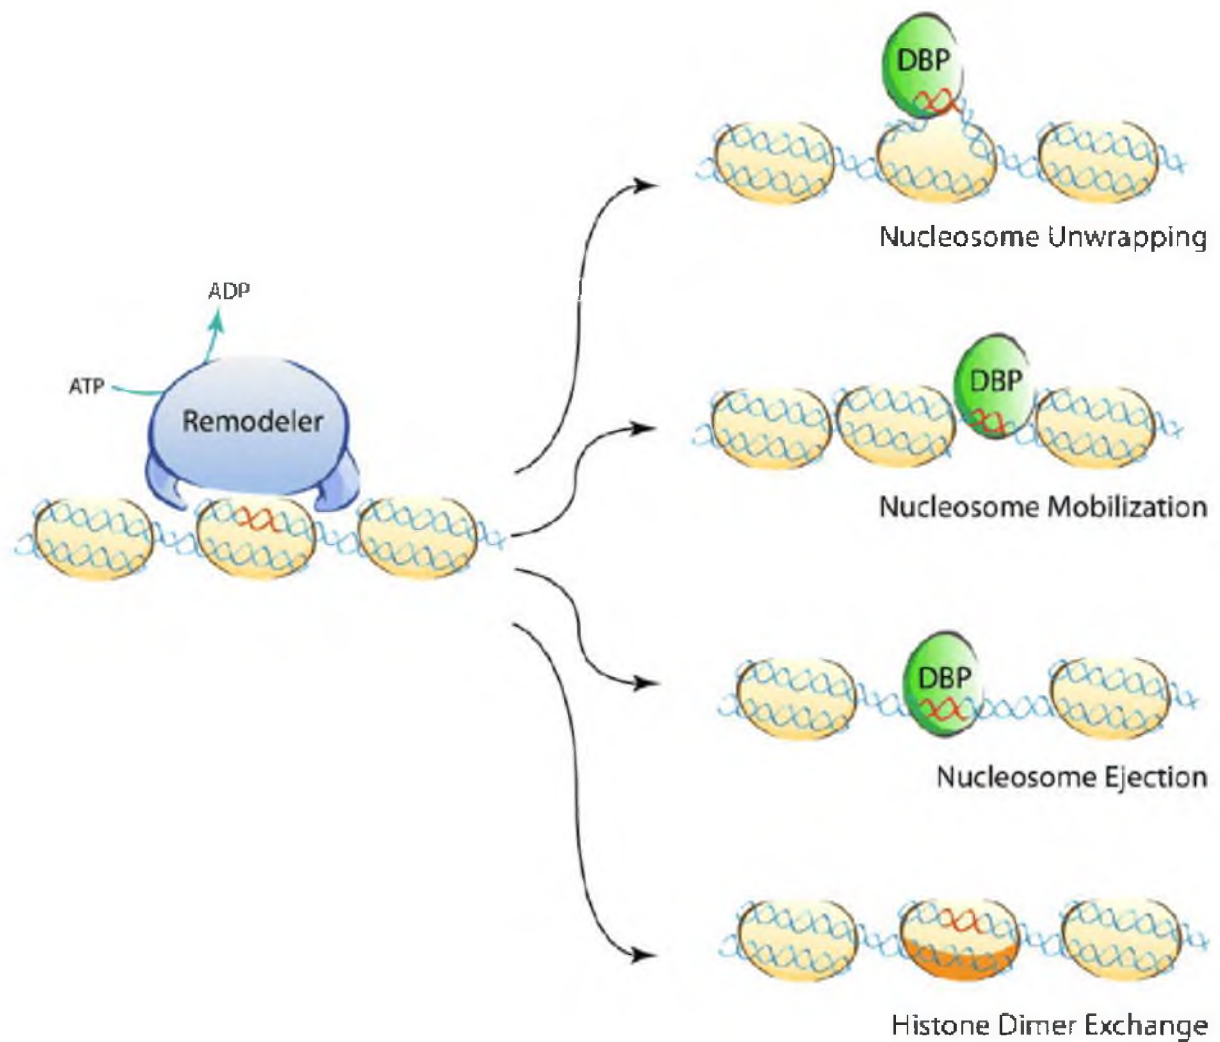 DBP
Nucleosome Unwrapping
ADP
ATP
Remodeler
DBP
Nucleosome Mobilization
DBP
Nucleosome Ejection
Histone Dimer Exchange